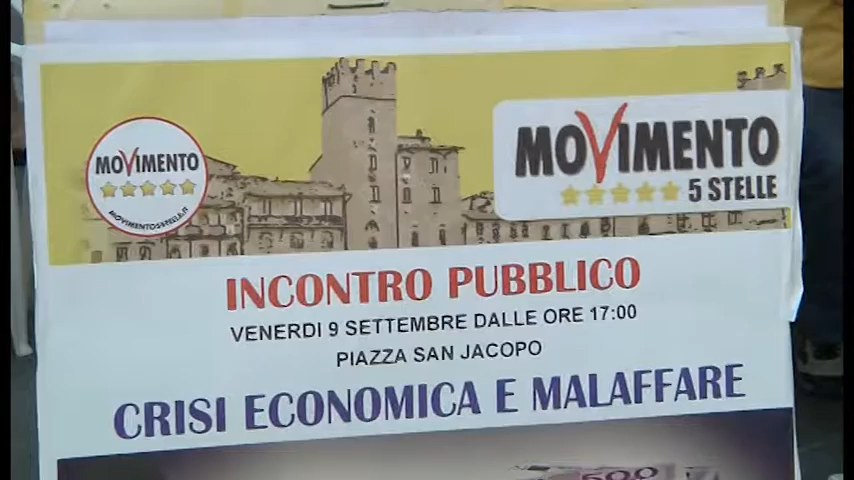 MOVIMENTO
MOVIMENTO5STELLE.IT
MOVIMENTO
5 STELLE
INCONTRO PUBBLICO
VENERDI 9 SETTEMBRE DALLE ORE 17:00
PIAZZA SAN JACOPO
CRISI ECONOMICA E MALAFFARE
500